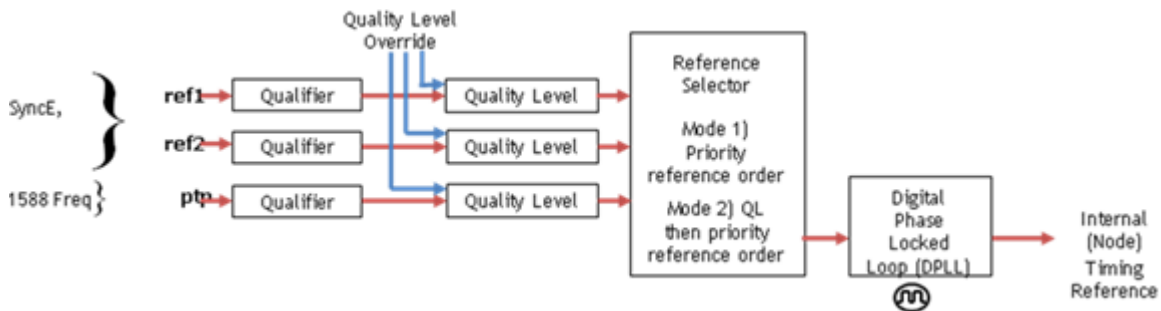 Quality Level
Override
SyncE,
ref1
Qualifier
Quality Level
ref2
Qualifier
Quality Level
1588 Freq
ptp
Qualifier
Quality Level
Reference
Selector
Mode 1)
Priority
reference order
Mode 2) QL
then priority
reference order
Digital
Phase
Locked
Loop (DPLL)
Internal
(Node)
Timing
Reference